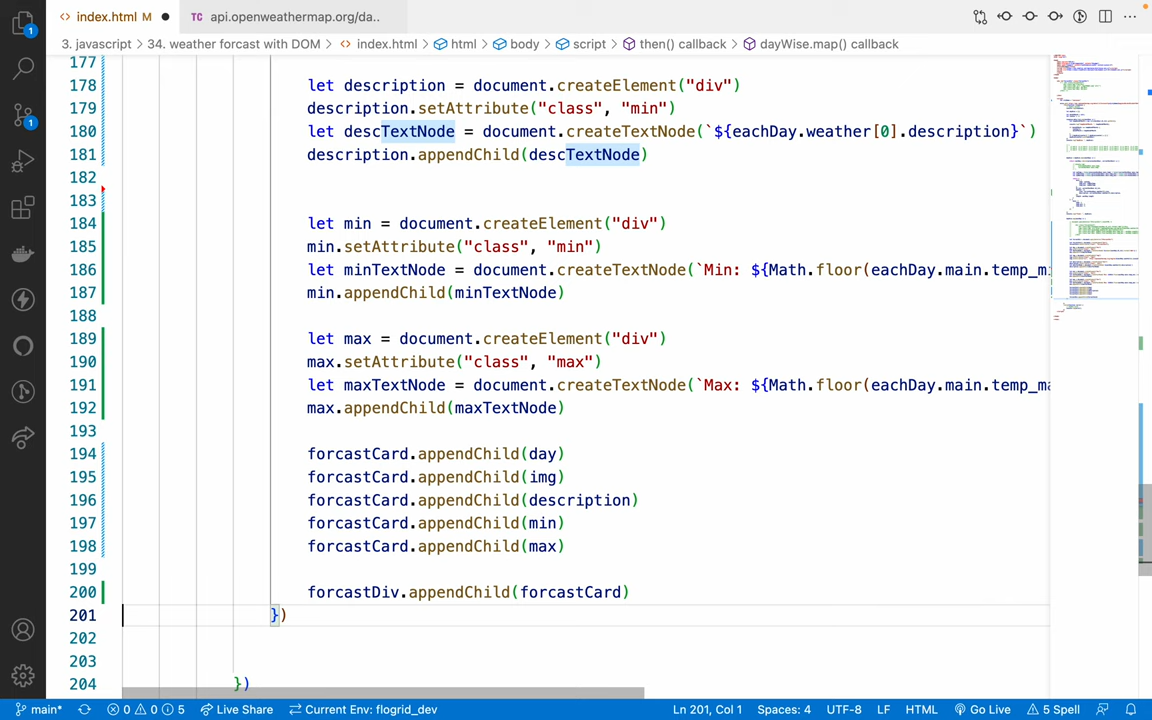 index.html M
TC api.openweathermap.org/da..
3. javascript > 34. weather forcast with DOM > index.html > html > body > script > then() callback > dayWise.map() callback
177
178 let description = document.createElement("div")
179 description.setAttribute("class", "min")
180 let descTextNode = document.createTextNode(`${eachDay.weather[0].description}`)
181 description.appendChild(descTextNode)
182
183
184 let min = document.createElement("div")
185 min.setAttribute("class", "min")
186 let minTextNode = document.createTextNode(`Min: ${Math.floor(eachDay.main.temp_mi
187 min.appendChild(minTextNode)
188
189 let max = document.createElement("div")
190 max.setAttribute("class", "max")
191 let maxTextNode = document.createTextNode(`Max: ${Math.floor(eachDay.main.temp_ma
192 max.appendChild(maxTextNode)
193
194 forcastCard.appendChild(day)
195 forcastCard.appendChild(img)
196 forcastCard.appendChild(description)
197 forcastCard.appendChild(min)
198 forcastCard.appendChild(max)
199
200 forcastDiv.appendChild(forcastCard)
201 })
202
203
204 })
1
1
main* 0 0 5 Live Share Current Env: flogrid_dev Ln 201, Col 1 Spaces: 4 UTF-8 LF HTML Go Live 5 Spell